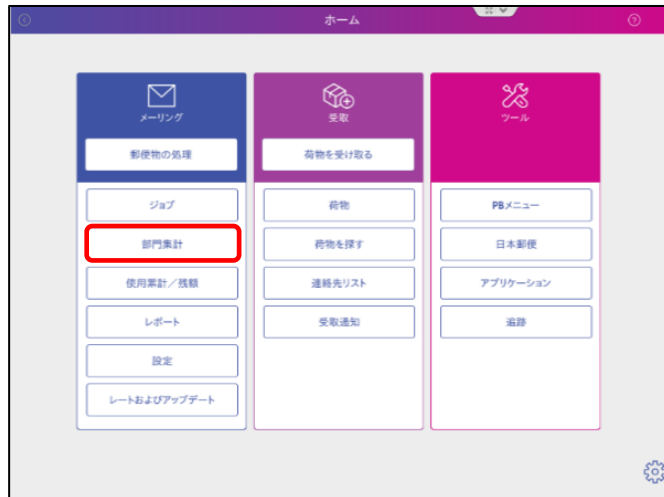 ホーム
メーリング
郵便物の処理
ジョブ
部門集計
使用累計／残額
レポート
設定
レートおよびアップデート
受取
荷物を受け取る
荷物
荷物を探す
連絡先リスト
受取通知
ツール
PBメニュー
日本郵便
アプリケーション
追跡